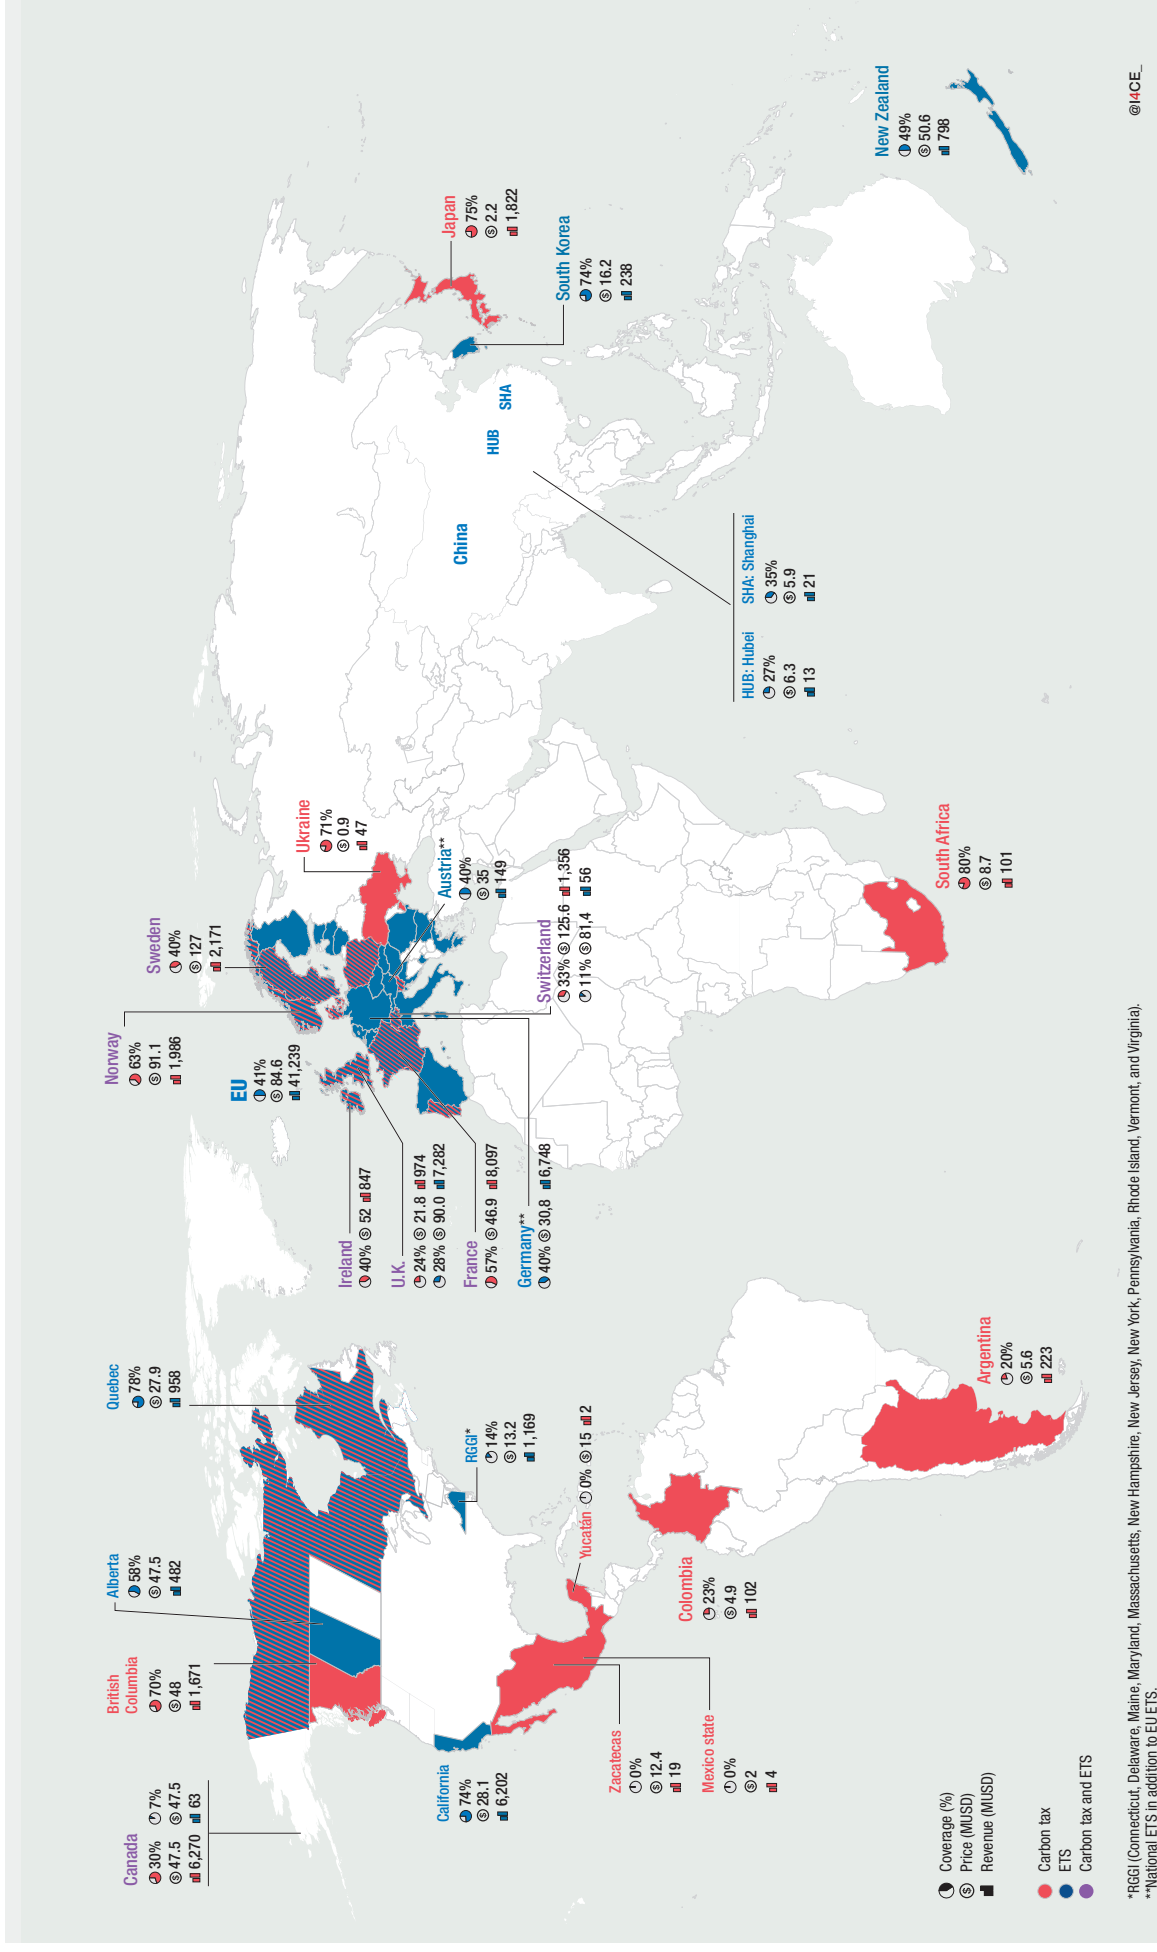 Canada
30% 7%
47.5 47.5
6,270 63
British
Columbia
70%
48
1,671
Alberta
58%
47.5
482
Quebec
78%
27.9
958
California
74%
28.1
6,202
RGGI*
14%
13.2
1,169
Zacatecas
0%
12.4
19
Mexico state
0%
2
4
Yucatán 0% 15 2
Colombia
23%
4.9
102
Argentina
20%
5.6
223
Norway
63%
91.1
1,986
Sweden
40%
127
2,171
EU
41%
84.6
41,239
Ireland
40% 52 847
U.K.
24% 21.8 974
28% 90.0 7,282
France
57% 46.9 8,097
Germany**
40% 30,8 6,748
Ukraine
71%
0.9
47
Austria**
40%
35
149
Switzerland
33% 125.6 1,356
11% 81,4 56
South Africa
80%
8.7
101
China
HUB
SHA
HUB: Hubei
27%
6.3
13
SHA: Shanghai
35%
5.9
21
Japan
75%
2.2
1,822
South Korea
74%
16.2
238
New Zealand
49%
50.6
798
Coverage (%)
Price (MUSD)
Revenue (MUSD)
Carbon tax
ETS
Carbon tax and ETS
*RGGI (Connecticut, Delaware, Maine, Maryland, Massachusetts, New Hampshire, New Jersey, New York, Pennsylvania, Rhode Island, Vermont, and Virginia).
**National ETS in addition to EU ETS.
@I4CE_